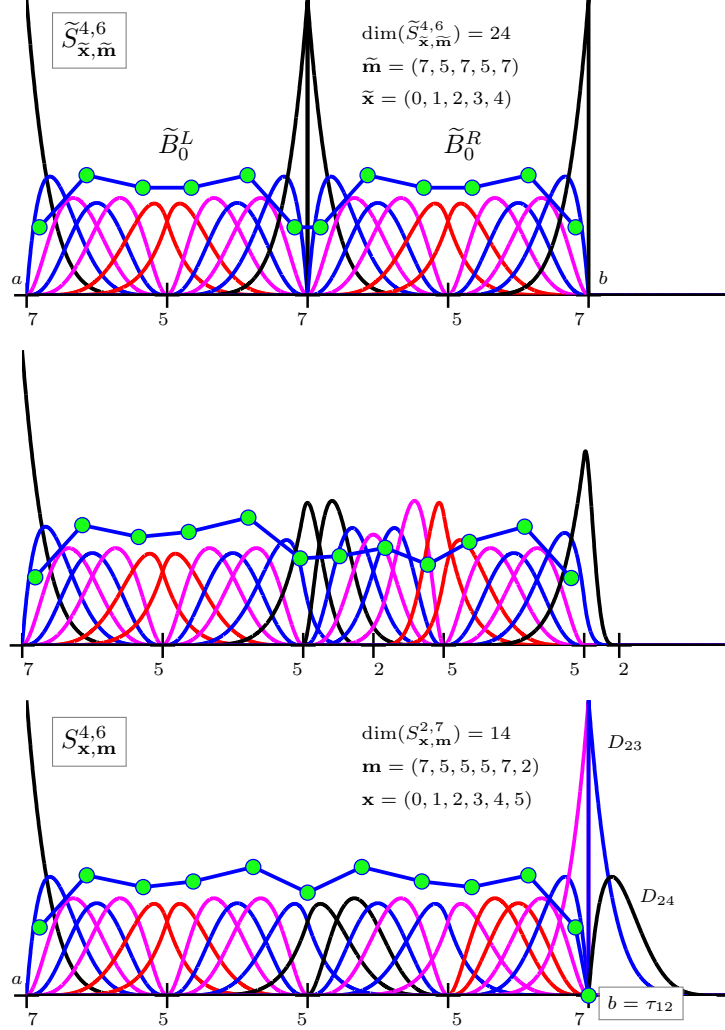 S̃^{4,6}_{x̃,m̃}
dim(S̃^{4,6}_{x̃,m̃}) = 24
m̃ = (7, 5, 7, 5, 7)
x̃ = (0, 1, 2, 3, 4)
B̃^L_0 B̃^R_0
a b
7 5 7 5 7
7 5 5 2 5 5 2
S^{4,6}_{x,m}
dim(S^{2,7}_{x,m}) = 14
m = (7, 5, 5, 5, 7, 2)
x = (0, 1, 2, 3, 4, 5)
D_{23}
D_{24}
a
b = τ_{12}
7 5 5 5 7